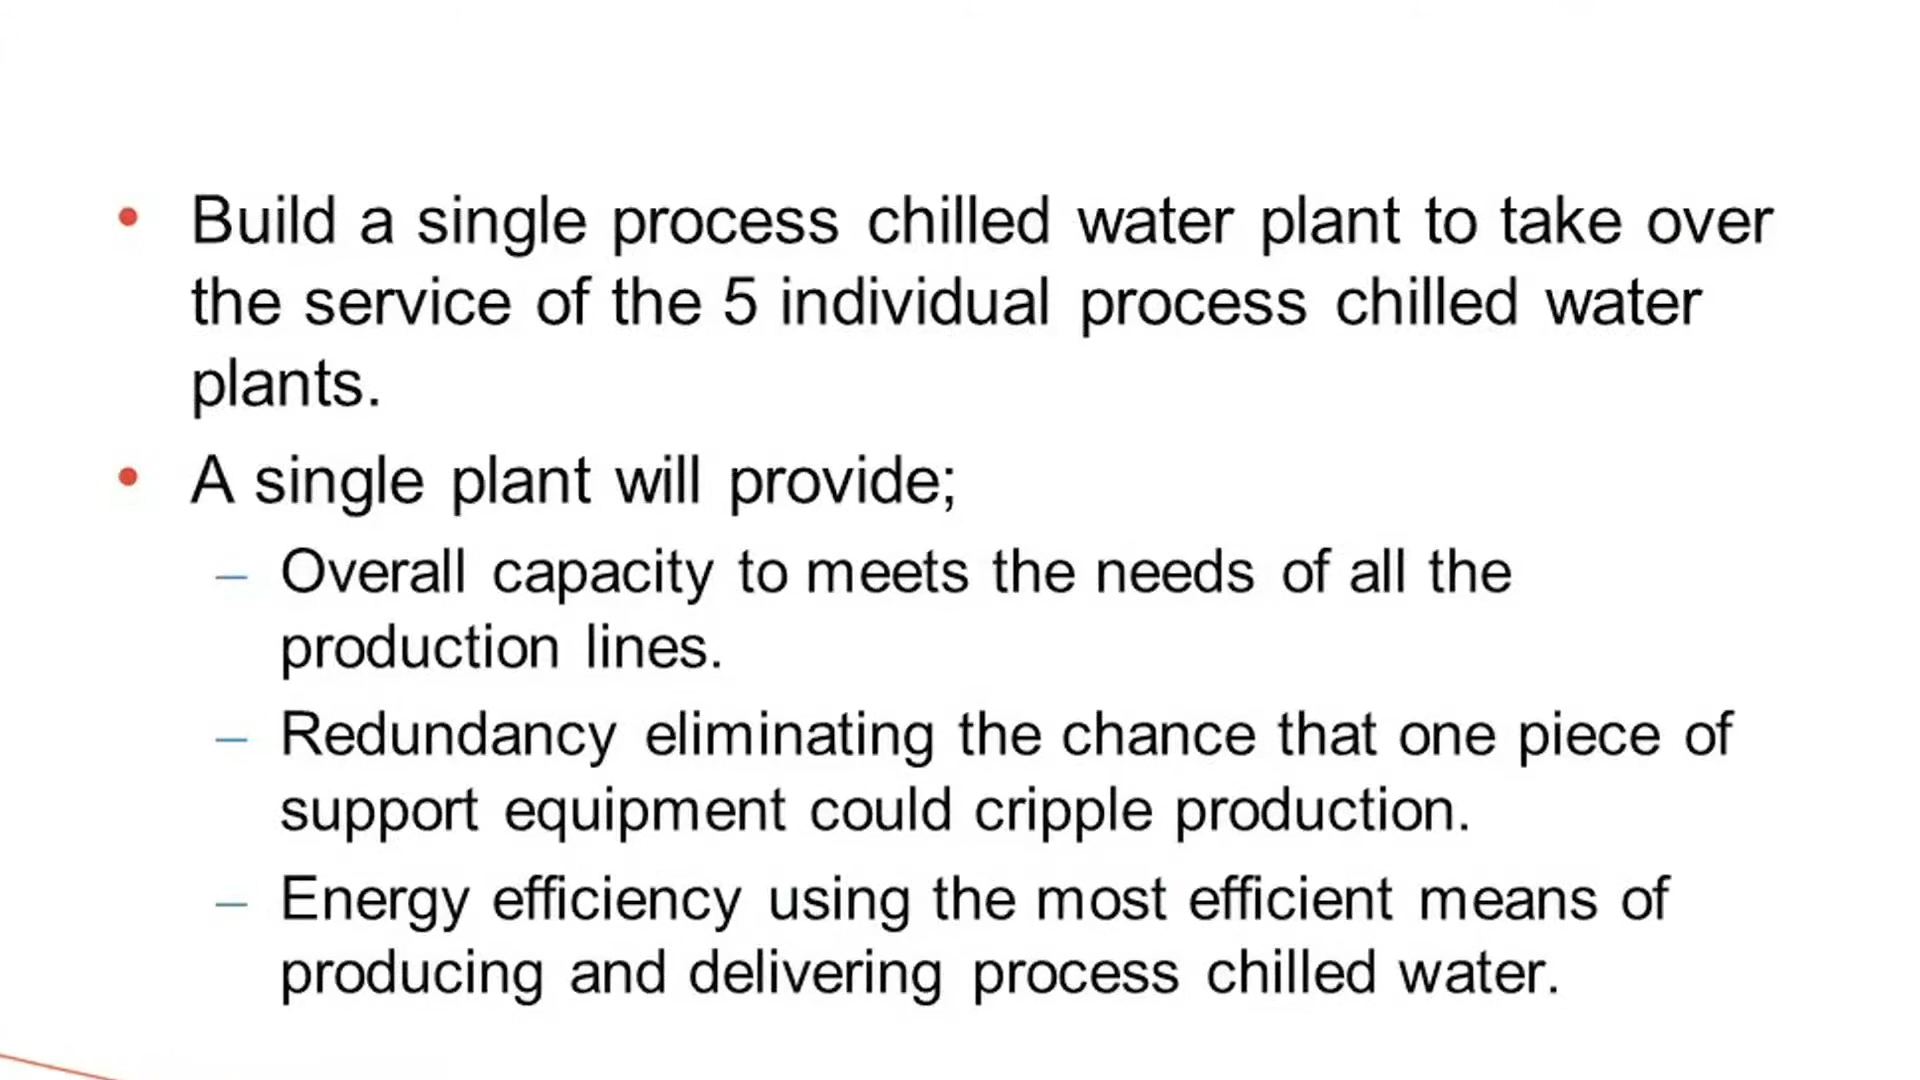 • Build a single process chilled water plant to take over
the service of the 5 individual process chilled water
plants.
• A single plant will provide;
– Overall capacity to meets the needs of all the
production lines.
– Redundancy eliminating the chance that one piece of
support equipment could cripple production.
– Energy efficiency using the most efficient means of
producing and delivering process chilled water.